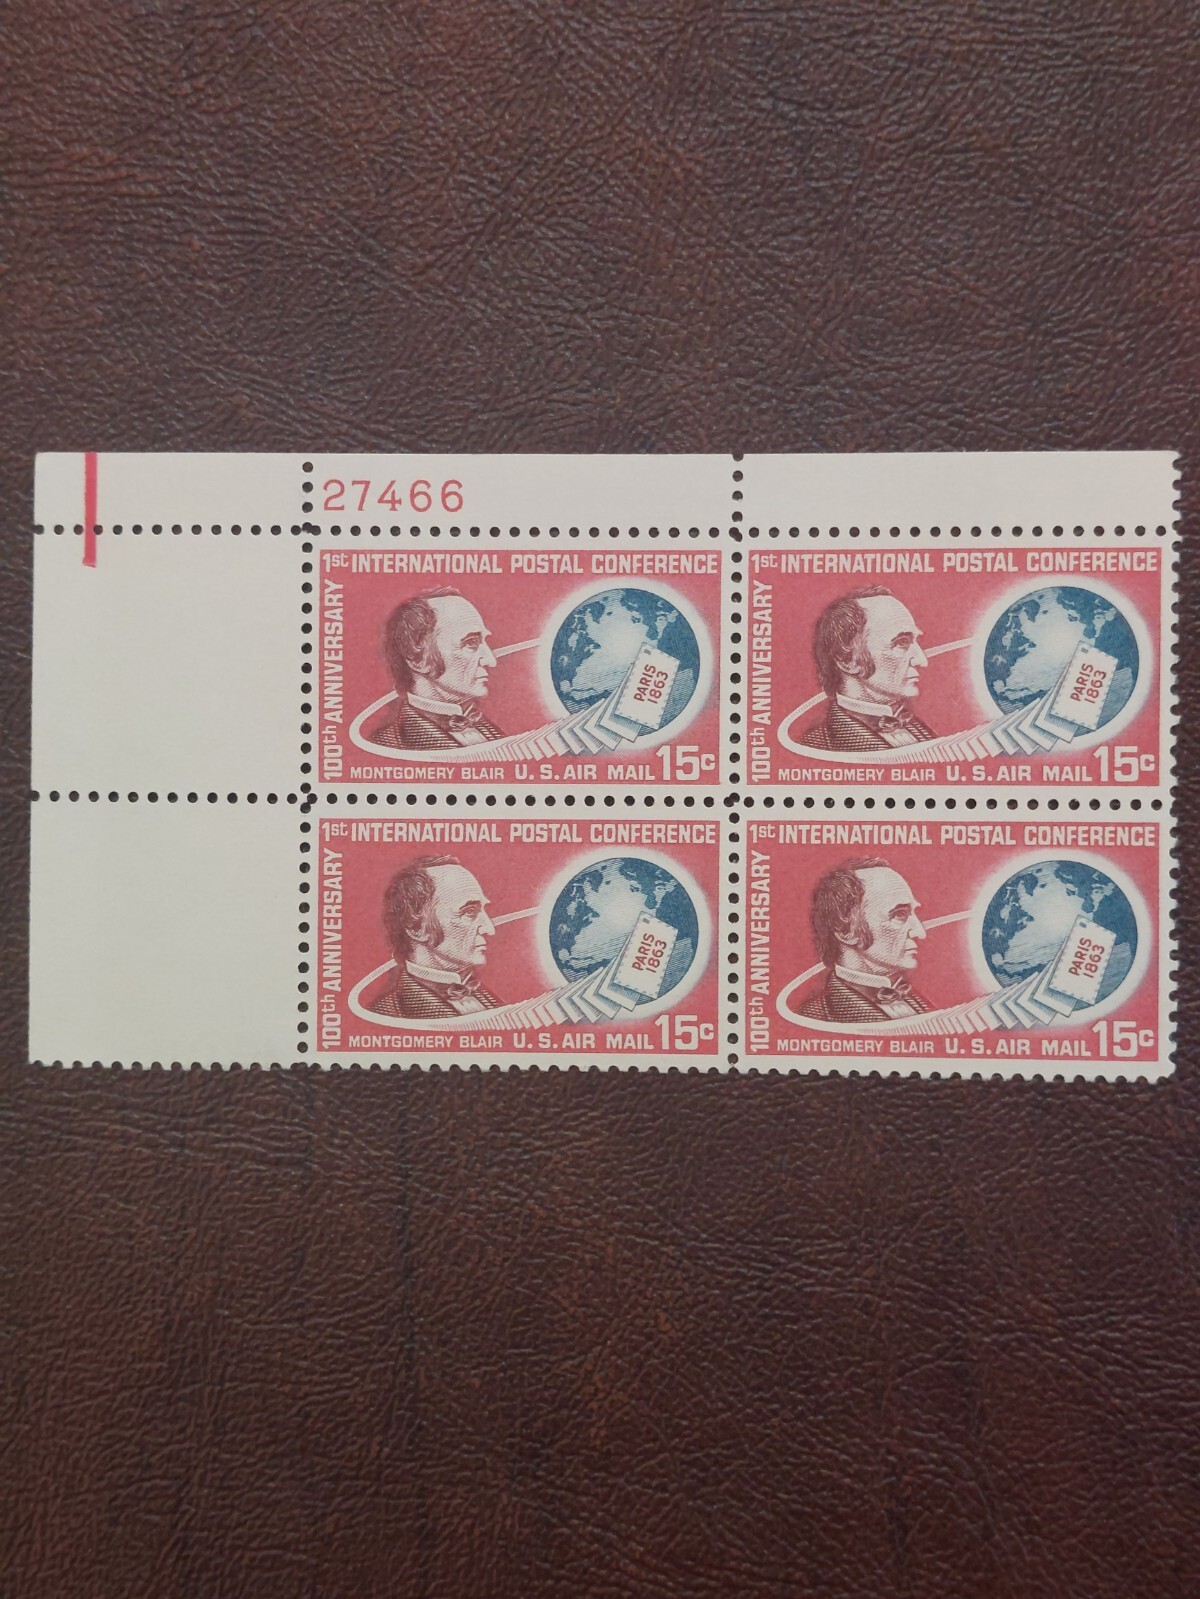 27466
1st INTERNATIONAL POSTAL CONFERENCE
100th ANNIVERSARY
PARIS
1863
MONTGOMERY BLAIR U.S. AIR MAIL 15c
1st INTERNATIONAL POSTAL CONFERENCE
100th ANNIVERSARY
PARIS
1863
MONTGOMERY BLAIR U.S. AIR MAIL 15c
1st INTERNATIONAL POSTAL CONFERENCE
100th ANNIVERSARY
PARIS
1863
MONTGOMERY BLAIR U.S. AIR MAIL 15c
1st INTERNATIONAL POSTAL CONFERENCE
100th ANNIVERSARY
PARIS
1863
MONTGOMERY BLAIR U.S. AIR MAIL 15c